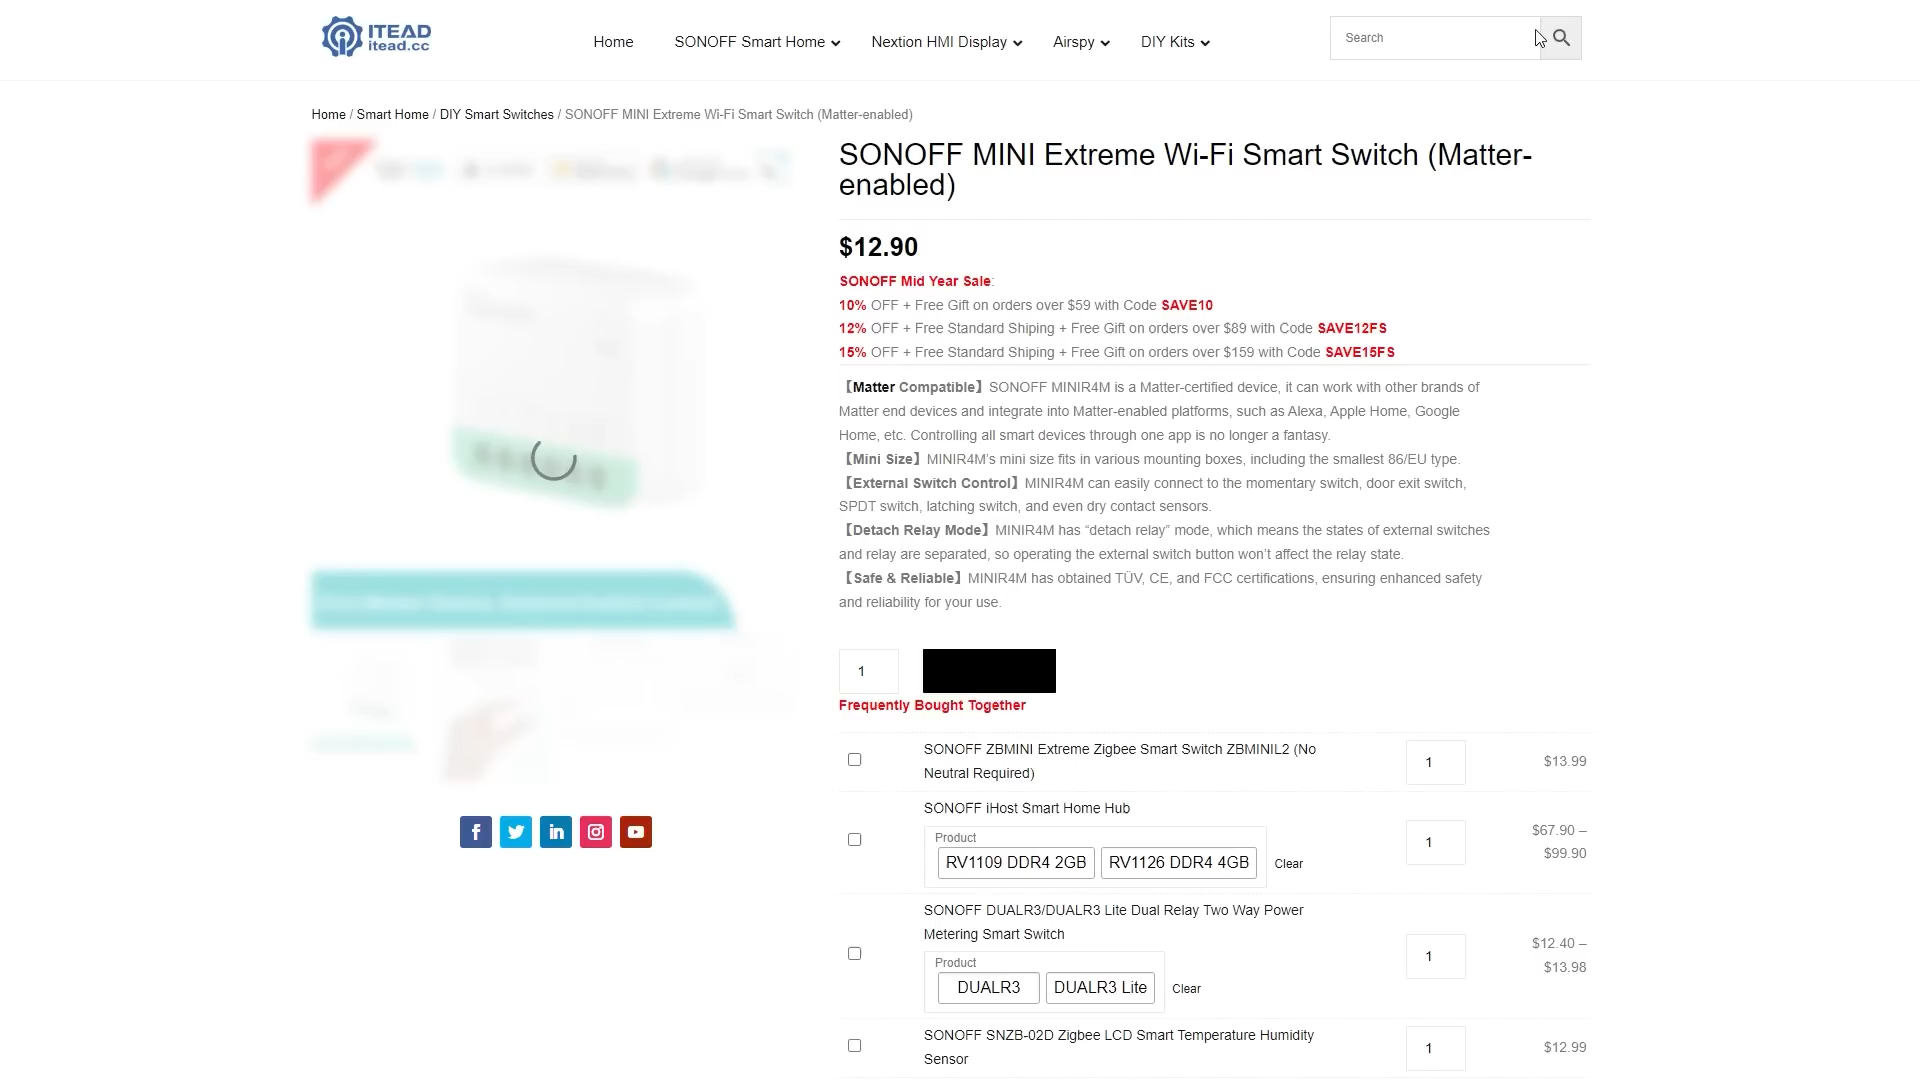 ITEAD
itead.cc
Home
SONOFF Smart Home
Nextion HMI Display
Airspy
DIY Kits
Search
Home / Smart Home / DIY Smart Switches / SONOFF MINI Extreme Wi-Fi Smart Switch (Matter-enabled)
SONOFF MINI Extreme Wi-Fi Smart Switch (Matter-
enabled)
$12.90
SONOFF Mid Year Sale:
10% OFF + Free Gift on orders over $59 with Code SAVE10
12% OFF + Free Standard Shiping + Free Gift on orders over $89 with Code SAVE12FS
15% OFF + Free Standard Shiping + Free Gift on orders over $159 with Code SAVE15FS
【Matter Compatible】SONOFF MINIR4M is a Matter-certified device, it can work with other brands of
Matter end devices and integrate into Matter-enabled platforms, such as Alexa, Apple Home, Google
Home, etc. Controlling all smart devices through one app is no longer a fantasy.
【Mini Size】MINIR4M’s mini size fits in various mounting boxes, including the smallest 86/EU type.
【External Switch Control】MINIR4M can easily connect to the momentary switch, door exit switch,
SPDT switch, latching switch, and even dry contact sensors.
【Detach Relay Mode】MINIR4M has “detach relay” mode, which means the states of external switches
and relay are separated, so operating the external switch button won’t affect the relay state.
【Safe & Reliable】MINIR4M has obtained TÜV, CE, and FCC certifications, ensuring enhanced safety
and reliability for your use.
1
Frequently Bought Together
SONOFF ZBMINI Extreme Zigbee Smart Switch ZBMINIL2 (No
Neutral Required)
1
$13.99
SONOFF iHost Smart Home Hub
Product
RV1109 DDR4 2GB
RV1126 DDR4 4GB
Clear
1
$67.90 –
$99.90
SONOFF DUALR3/DUALR3 Lite Dual Relay Two Way Power
Metering Smart Switch
Product
DUALR3
DUALR3 Lite
Clear
1
$12.40 –
$13.98
SONOFF SNZB-02D Zigbee LCD Smart Temperature Humidity
Sensor
1
$12.99